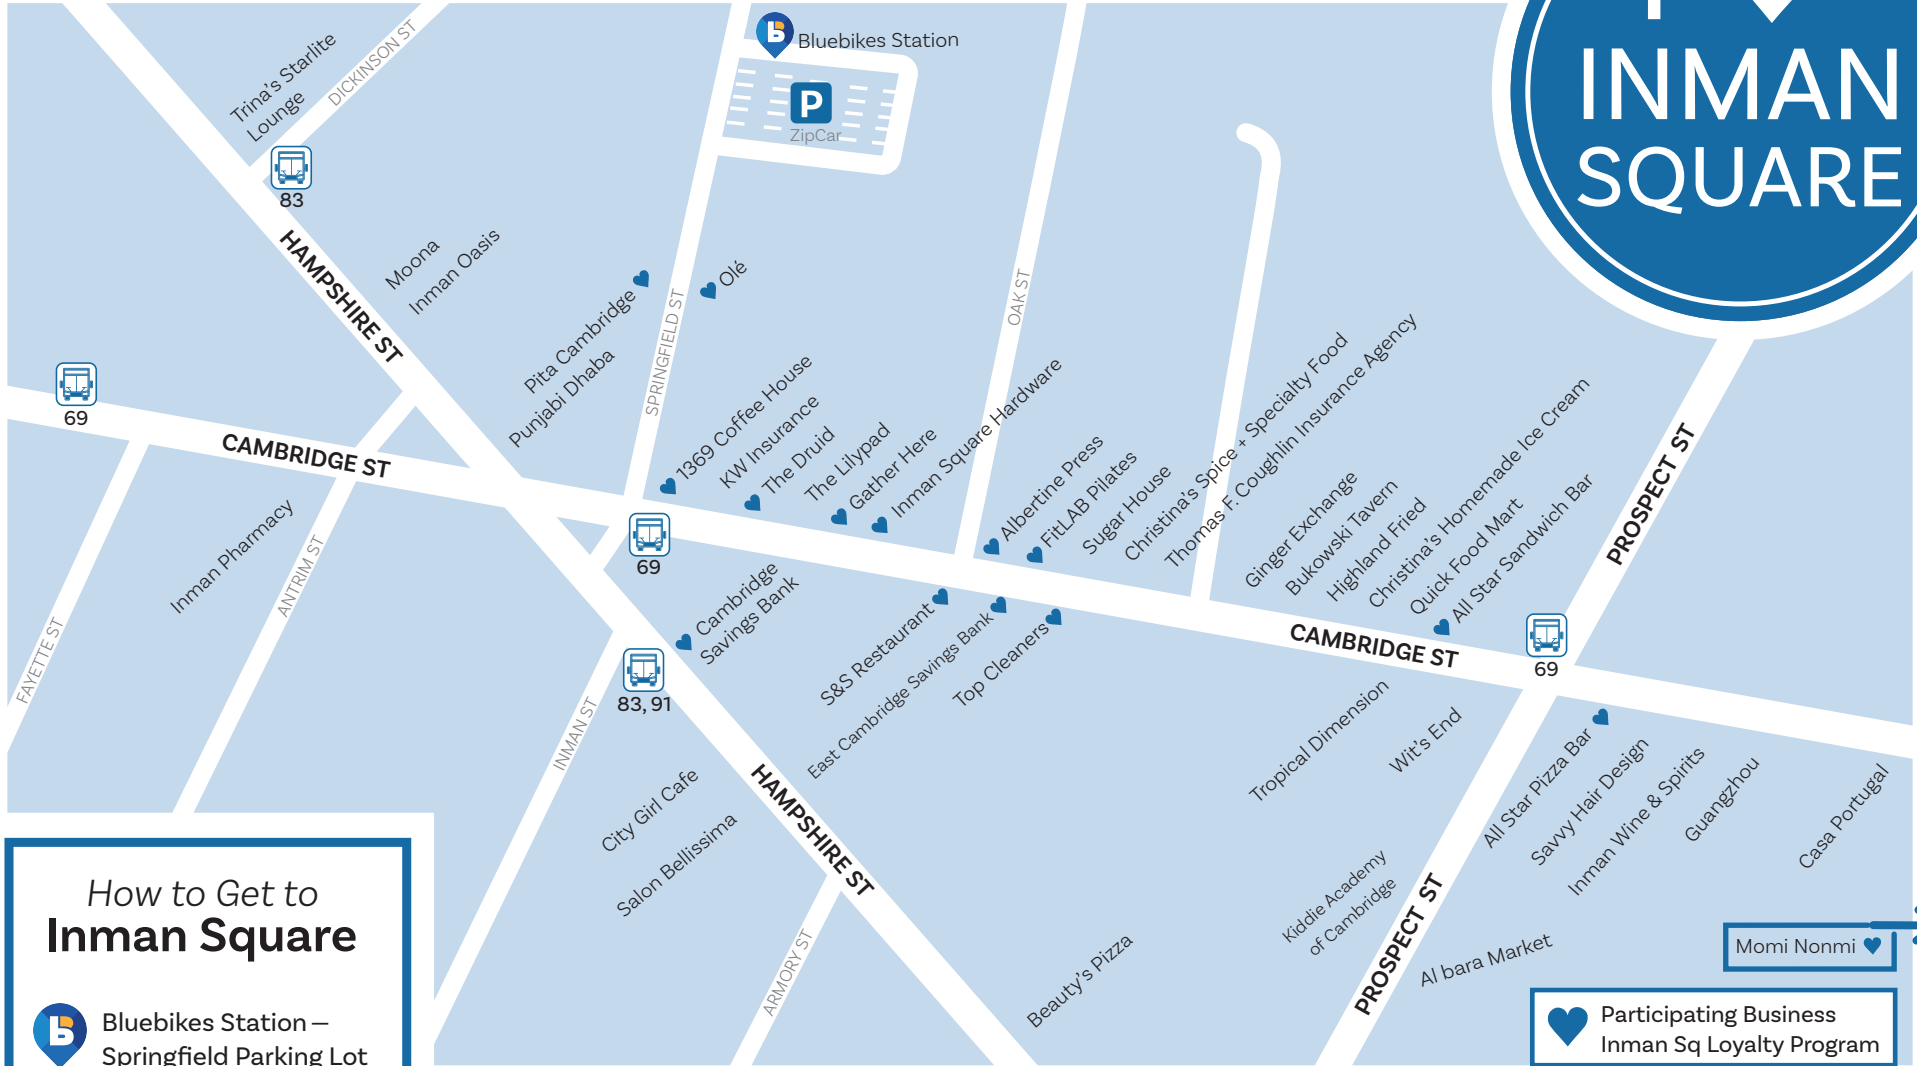 Bluebikes Station
P
ZipCar
INMAN
SQUARE
Trina's Starlite
Lounge
DICKINSON ST
83
HAMPSHIRE ST
Moona
Inman Oasis
Pita Cambridge
Punjabi Dhaba
SPRINGFIELD ST
Olé
OAK ST
69
CAMBRIDGE ST
1369 Coffee House
KW Insurance
The Druid
The Lilypad
Gather Here
Inman Square Hardware
Albertine Press
FitLAB Pilates
Sugar House
Christina's Spice + Specialty Food
Thomas F. Coughlin Insurance Agency
Ginger Exchange
Bukowski Tavern
Highland Fried
Christina's Homemade Ice Cream
Quick Food Mart
All Star Sandwich Bar
PROSPECT ST
Inman Pharmacy
ANTRIM ST
FAYETTE ST
69
Cambridge
Savings Bank
83, 91
INMAN ST
S&S Restaurant
East Cambridge Savings Bank
Top Cleaners
CAMBRIDGE ST
69
Tropical Dimension
Wit's End
All Star Pizza Bar
Savvy Hair Design
Inman Wine & Spirits
Guangzhou
Casa Portugal
City Girl Cafe
Salon Bellissima
HAMPSHIRE ST
ARMORY ST
Beauty's Pizza
Kiddie Academy
of Cambridge
PROSPECT ST
Al bara Market
Momi Nonmi
Participating Business
Inman Sq Loyalty Program
How to Get to
Inman Square
Bluebikes Station –
Springfield Parking Lot